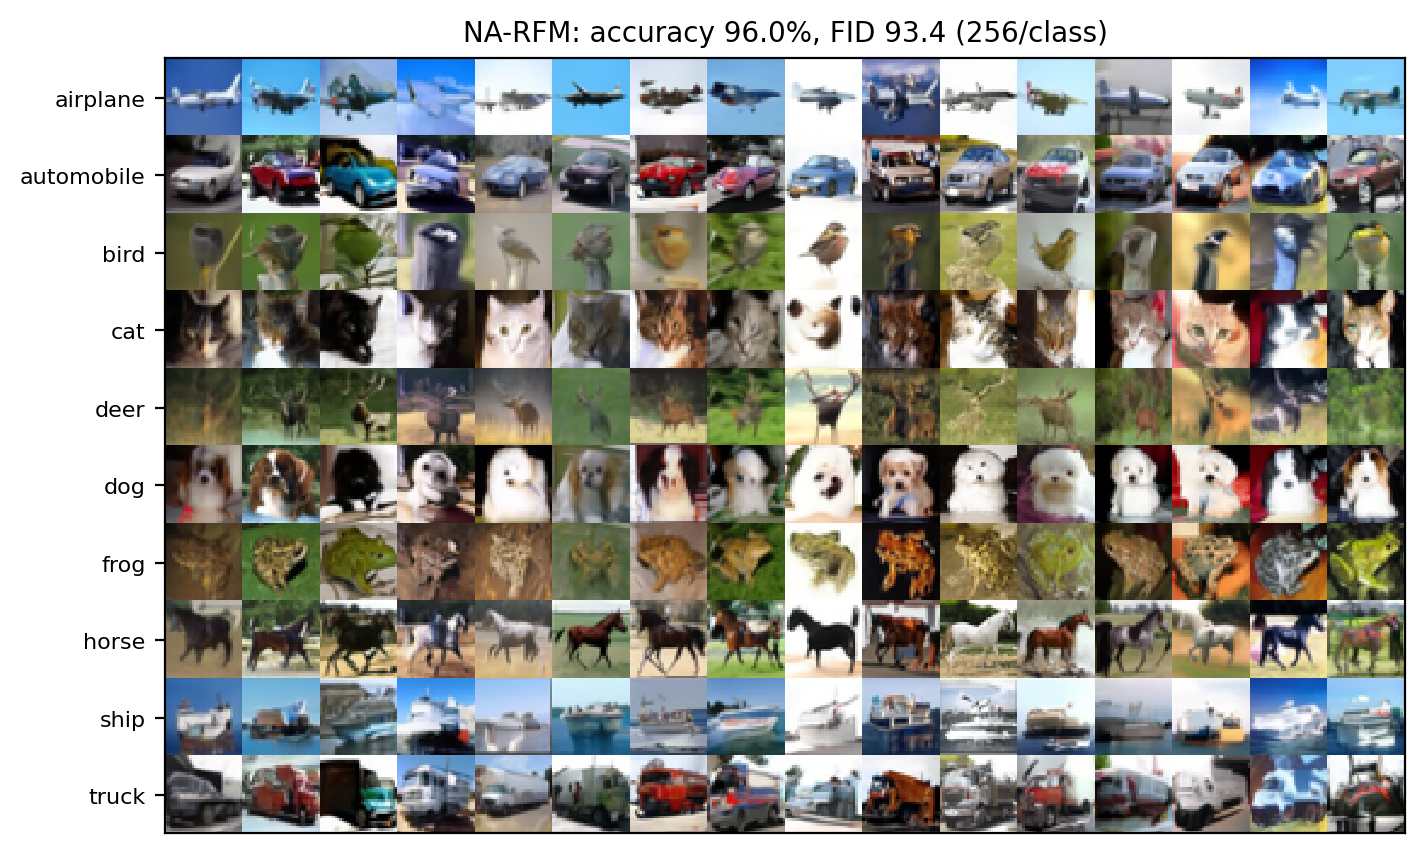 NA-RFM: accuracy 96.0%, FID 93.4 (256/class)
airplane
automobile
bird
cat
deer
dog
frog
horse
ship
truck